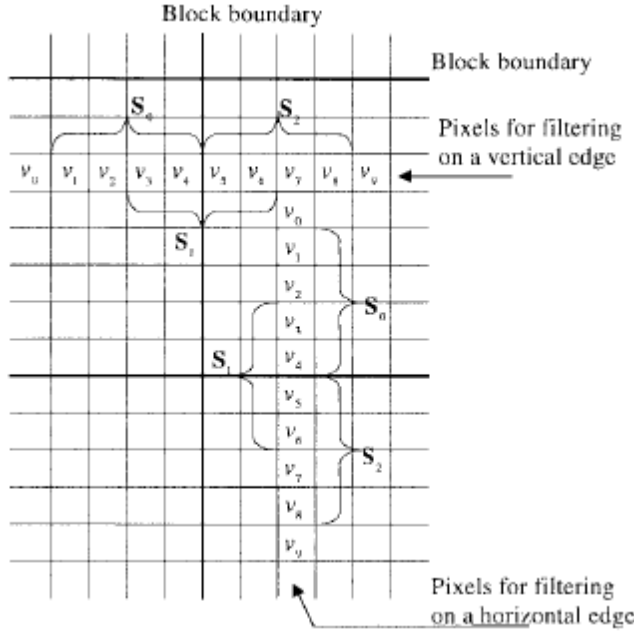 Block boundary
Block boundary
S₀ S₂
Pixels for filtering
on a vertical edge
v₀ v₁ v₂ v₃ v₄ v₅ v₆ v₇ v₈ v₉
v₀
S₁
v₁
v₂
S₀
v₃
S₁
v₄
v₅
v₆
S₂
v₇
v₈
v₉
Pixels for filtering
on a horizontal edge